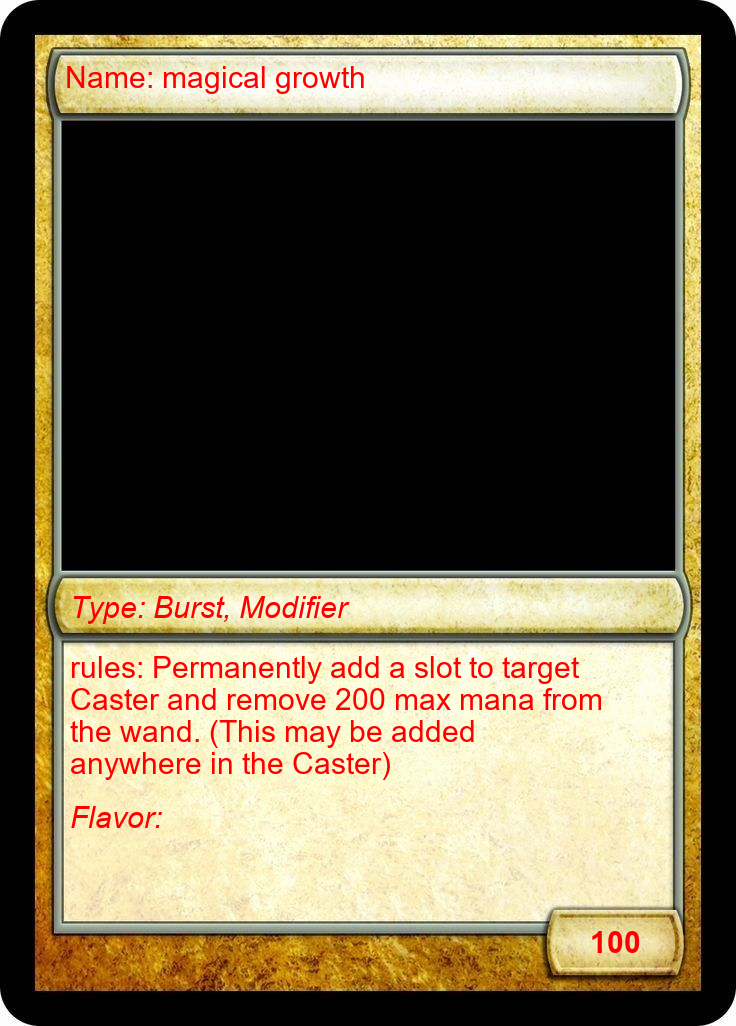 Name: magical growth
Type: Burst, Modifier
rules: Permanently add a slot to target
Caster and remove 200 max mana from
the wand. (This may be added
anywhere in the Caster)
Flavor:
100